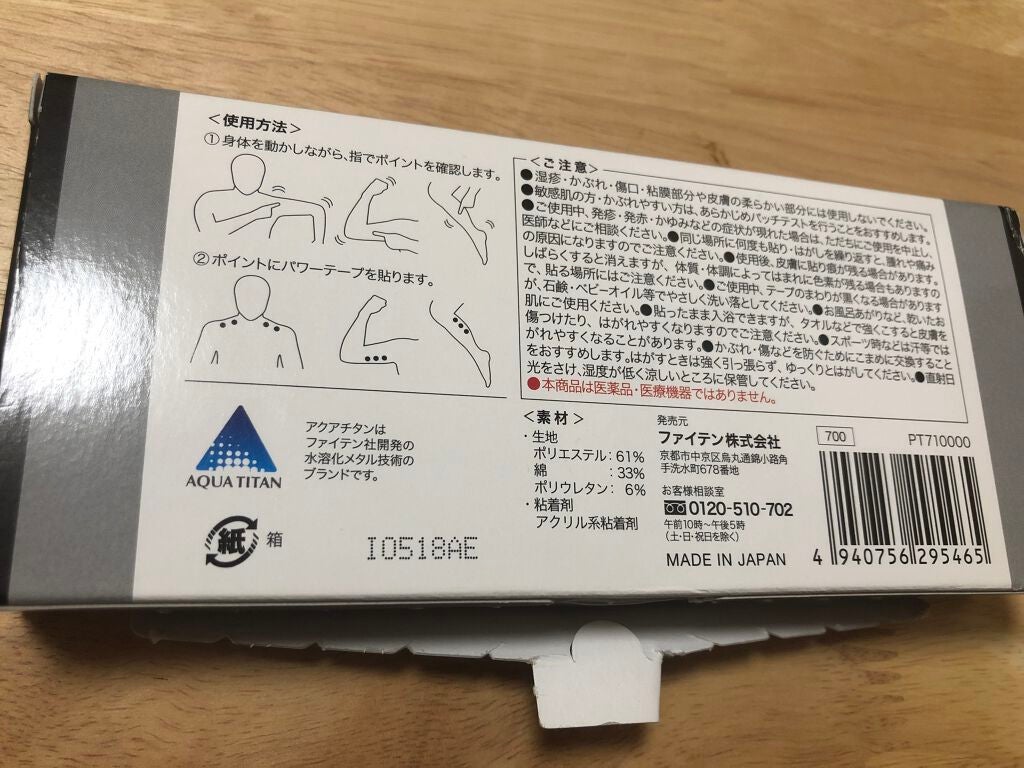 <使用方法>
①身体を動かしながら、指でポイントを確認します。
②ポイントにパワーテープを貼ります。
AQUA TITAN
アクアチタンは
ファイテン社開発の
水溶化メタル技術の
ブランドです。
紙 箱
I0518AE
<ご注意>
●湿疹・かぶれ・傷口・粘膜部分や皮膚の柔らかい部分には使用しないでください。
●敏感肌の方・かぶれやすい方は、あらかじめパッチテストを行うことをおすすめします。
●ご使用中、発疹・発赤・かゆみなどの症状が現れた場合は、ただちにご使用を中止し、
医師などにご相談ください。●同じ場所に何度も貼り・はがしを繰り返すと、腫れや痛み
の原因になりますのでご注意ください。●使用後、皮膚に貼り痕が残る場合があります。
しばらくすると消えますが、体質・体調によってはまれに色素が残る場合もありますの
で、貼る場所にはご注意ください。●ご使用中、テープのまわりが黒くなる場合があります
が、石鹸・ベビーオイル等でやさしく洗い落としてください。●お風呂あがりなど、乾いたお
肌にご使用ください。●貼ったまま入浴できますが、タオルなどで強くこすると皮膚を
傷つけたり、はがれやすくなりますのでご注意ください。●スポーツ時などは汗等では
がれやすくなることがあります。●かぶれ・傷などを防ぐためにこまめに交換すること
をおすすめします。はがすときは強く引っ張らず、ゆっくりとはがしてください。●直射日
光をさけ、湿度が低く涼しいところに保管してください。
●本商品は医薬品・医療機器ではありません。
<素材>
・生地
ポリエステル：61%
綿 ：33%
ポリウレタン：6%
・粘着剤
アクリル系粘着剤
発売元
ファイテン株式会社
京都市中京区烏丸通錦小路角
手洗水町678番地
お客様相談室
0120-510-702
午前10時〜午後5時
(土・日・祝日を除く)
MADE IN JAPAN
700 PT710000
4 940756 295465